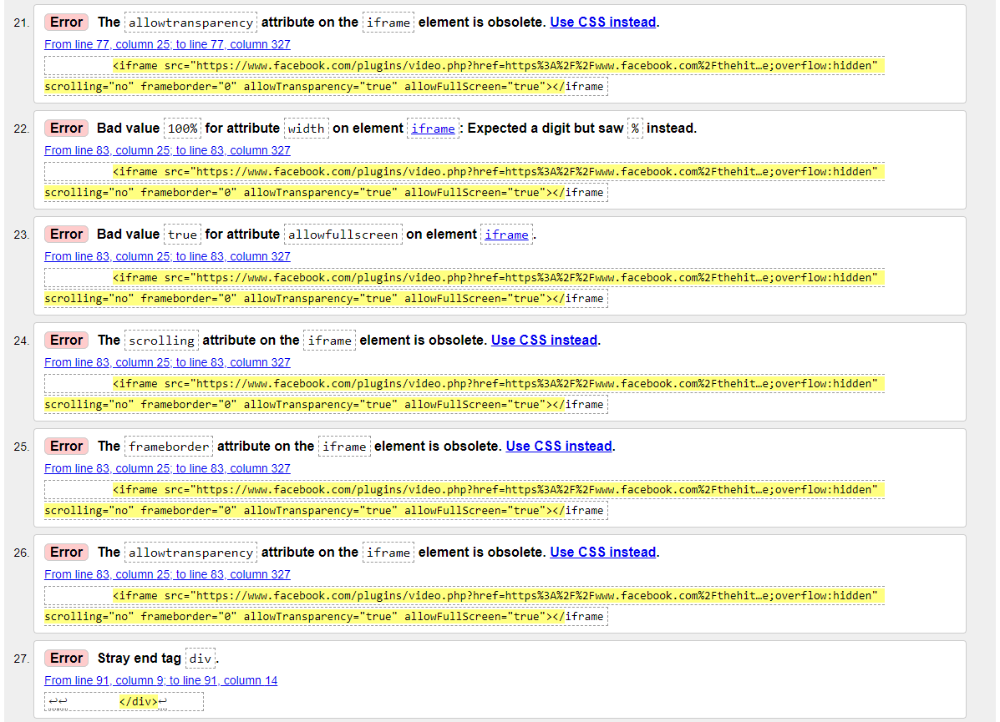 21. Error The allowtransparency attribute on the iframe element is obsolete. Use CSS instead.
From line 77, column 25; to line 77, column 327
<iframe src="https://www.facebook.com/plugins/video.php?href=https%3A%2F%2Fwww.facebook.com%2Fthehit…e;overflow:hidden"
scrolling="no" frameborder="0" allowTransparency="true" allowFullScreen="true"></iframe
22. Error Bad value 100% for attribute width on element iframe: Expected a digit but saw % instead.
From line 83, column 25; to line 83, column 327
<iframe src="https://www.facebook.com/plugins/video.php?href=https%3A%2F%2Fwww.facebook.com%2Fthehit…e;overflow:hidden"
scrolling="no" frameborder="0" allowTransparency="true" allowFullScreen="true"></iframe
23. Error Bad value true for attribute allowfullscreen on element iframe.
From line 83, column 25; to line 83, column 327
<iframe src="https://www.facebook.com/plugins/video.php?href=https%3A%2F%2Fwww.facebook.com%2Fthehit…e;overflow:hidden"
scrolling="no" frameborder="0" allowTransparency="true" allowFullScreen="true"></iframe
24. Error The scrolling attribute on the iframe element is obsolete. Use CSS instead.
From line 83, column 25; to line 83, column 327
<iframe src="https://www.facebook.com/plugins/video.php?href=https%3A%2F%2Fwww.facebook.com%2Fthehit…e;overflow:hidden"
scrolling="no" frameborder="0" allowTransparency="true" allowFullScreen="true"></iframe
25. Error The frameborder attribute on the iframe element is obsolete. Use CSS instead.
From line 83, column 25; to line 83, column 327
<iframe src="https://www.facebook.com/plugins/video.php?href=https%3A%2F%2Fwww.facebook.com%2Fthehit…e;overflow:hidden"
scrolling="no" frameborder="0" allowTransparency="true" allowFullScreen="true"></iframe
26. Error The allowtransparency attribute on the iframe element is obsolete. Use CSS instead.
From line 83, column 25; to line 83, column 327
<iframe src="https://www.facebook.com/plugins/video.php?href=https%3A%2F%2Fwww.facebook.com%2Fthehit…e;overflow:hidden"
scrolling="no" frameborder="0" allowTransparency="true" allowFullScreen="true"></iframe
27. Error Stray end tag div.
From line 91, column 9; to line 91, column 14
↩↩ </div>↩